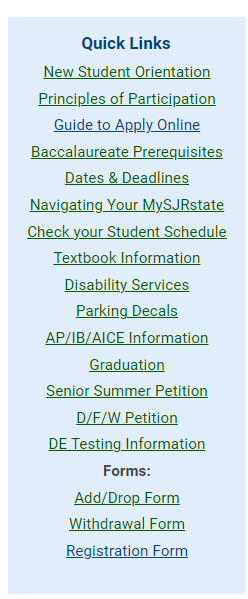 Quick Links
New Student Orientation
Principles of Participation
Guide to Apply Online
Baccalaureate Prerequisites
Dates & Deadlines
Navigating Your MySJRstate
Check your Student Schedule
Textbook Information
Disability Services
Parking Decals
AP/IB/AICE Information
Graduation
Senior Summer Petition
D/F/W Petition
DE Testing Information
Forms:
Add/Drop Form
Withdrawal Form
Registration Form